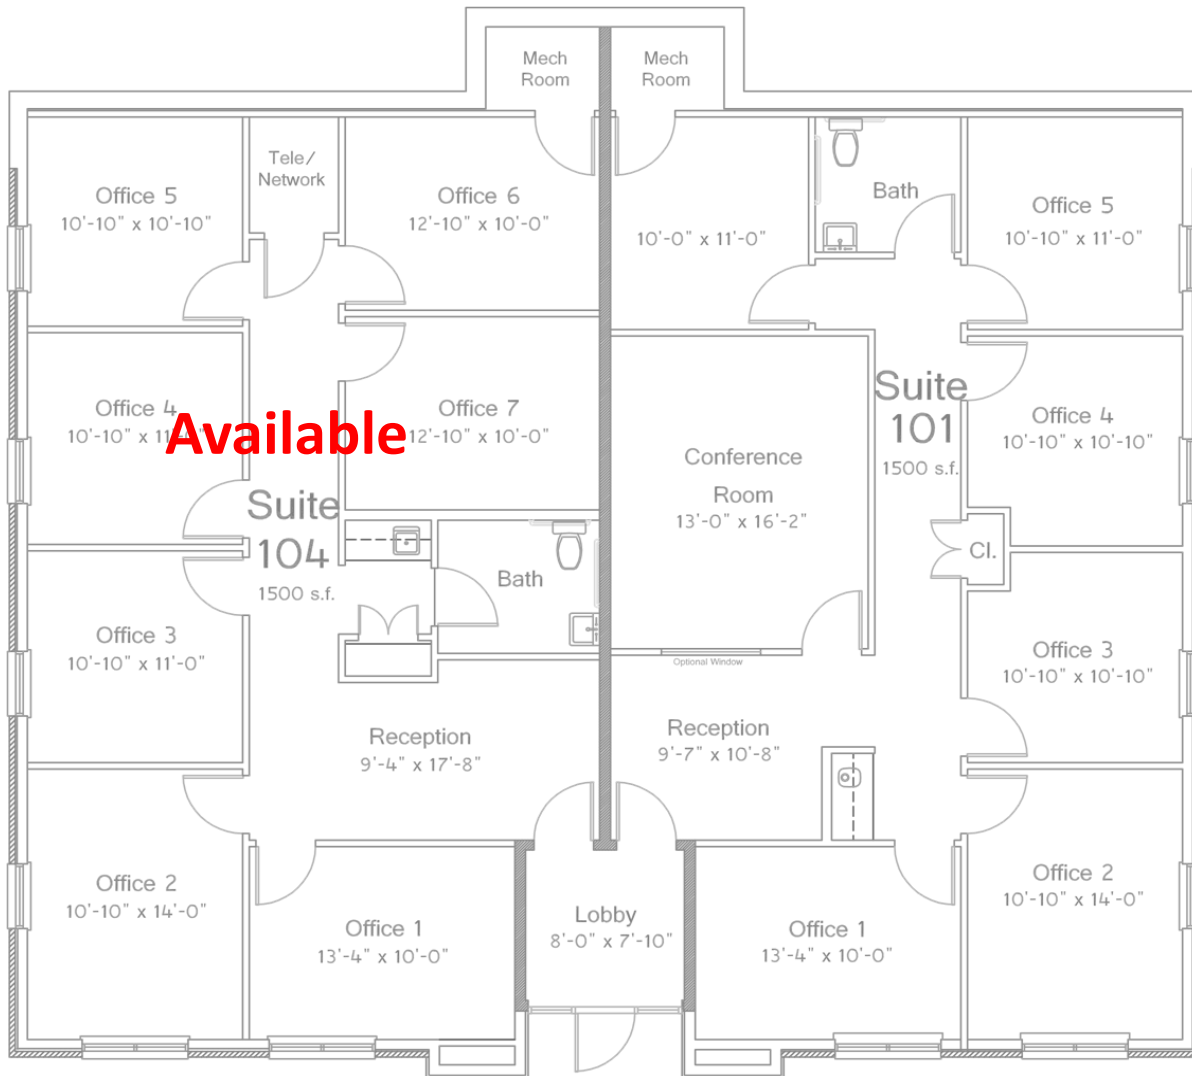 Mech
Room
Mech
Room
Tele/
Network
Office 5
10'-10" x 10'-10"
Office 6
12'-10" x 10'-0"
10'-0" x 11'-0"
Bath
Office 5
10'-10" x 11'-0"
Office 4
Available
Office 7
12'-10" x 10'-0"
Suite
101
1500 s.f.
Office 4
10'-10" x 10'-10"
Conference
Room
13'-0" x 16'-2"
Suite
104
1500 s.f.
Bath
Cl.
Office 3
10'-10" x 11'-0"
Optional Window
Office 3
10'-10" x 10'-10"
Reception
9'-4" x 17'-8"
Reception
9'-7" x 10'-8"
Office 2
10'-10" x 14'-0"
Office 1
13'-4" x 10'-0"
Lobby
8'-0" x 7'-10"
Office 1
13'-4" x 10'-0"
Office 2
10'-10" x 14'-0"